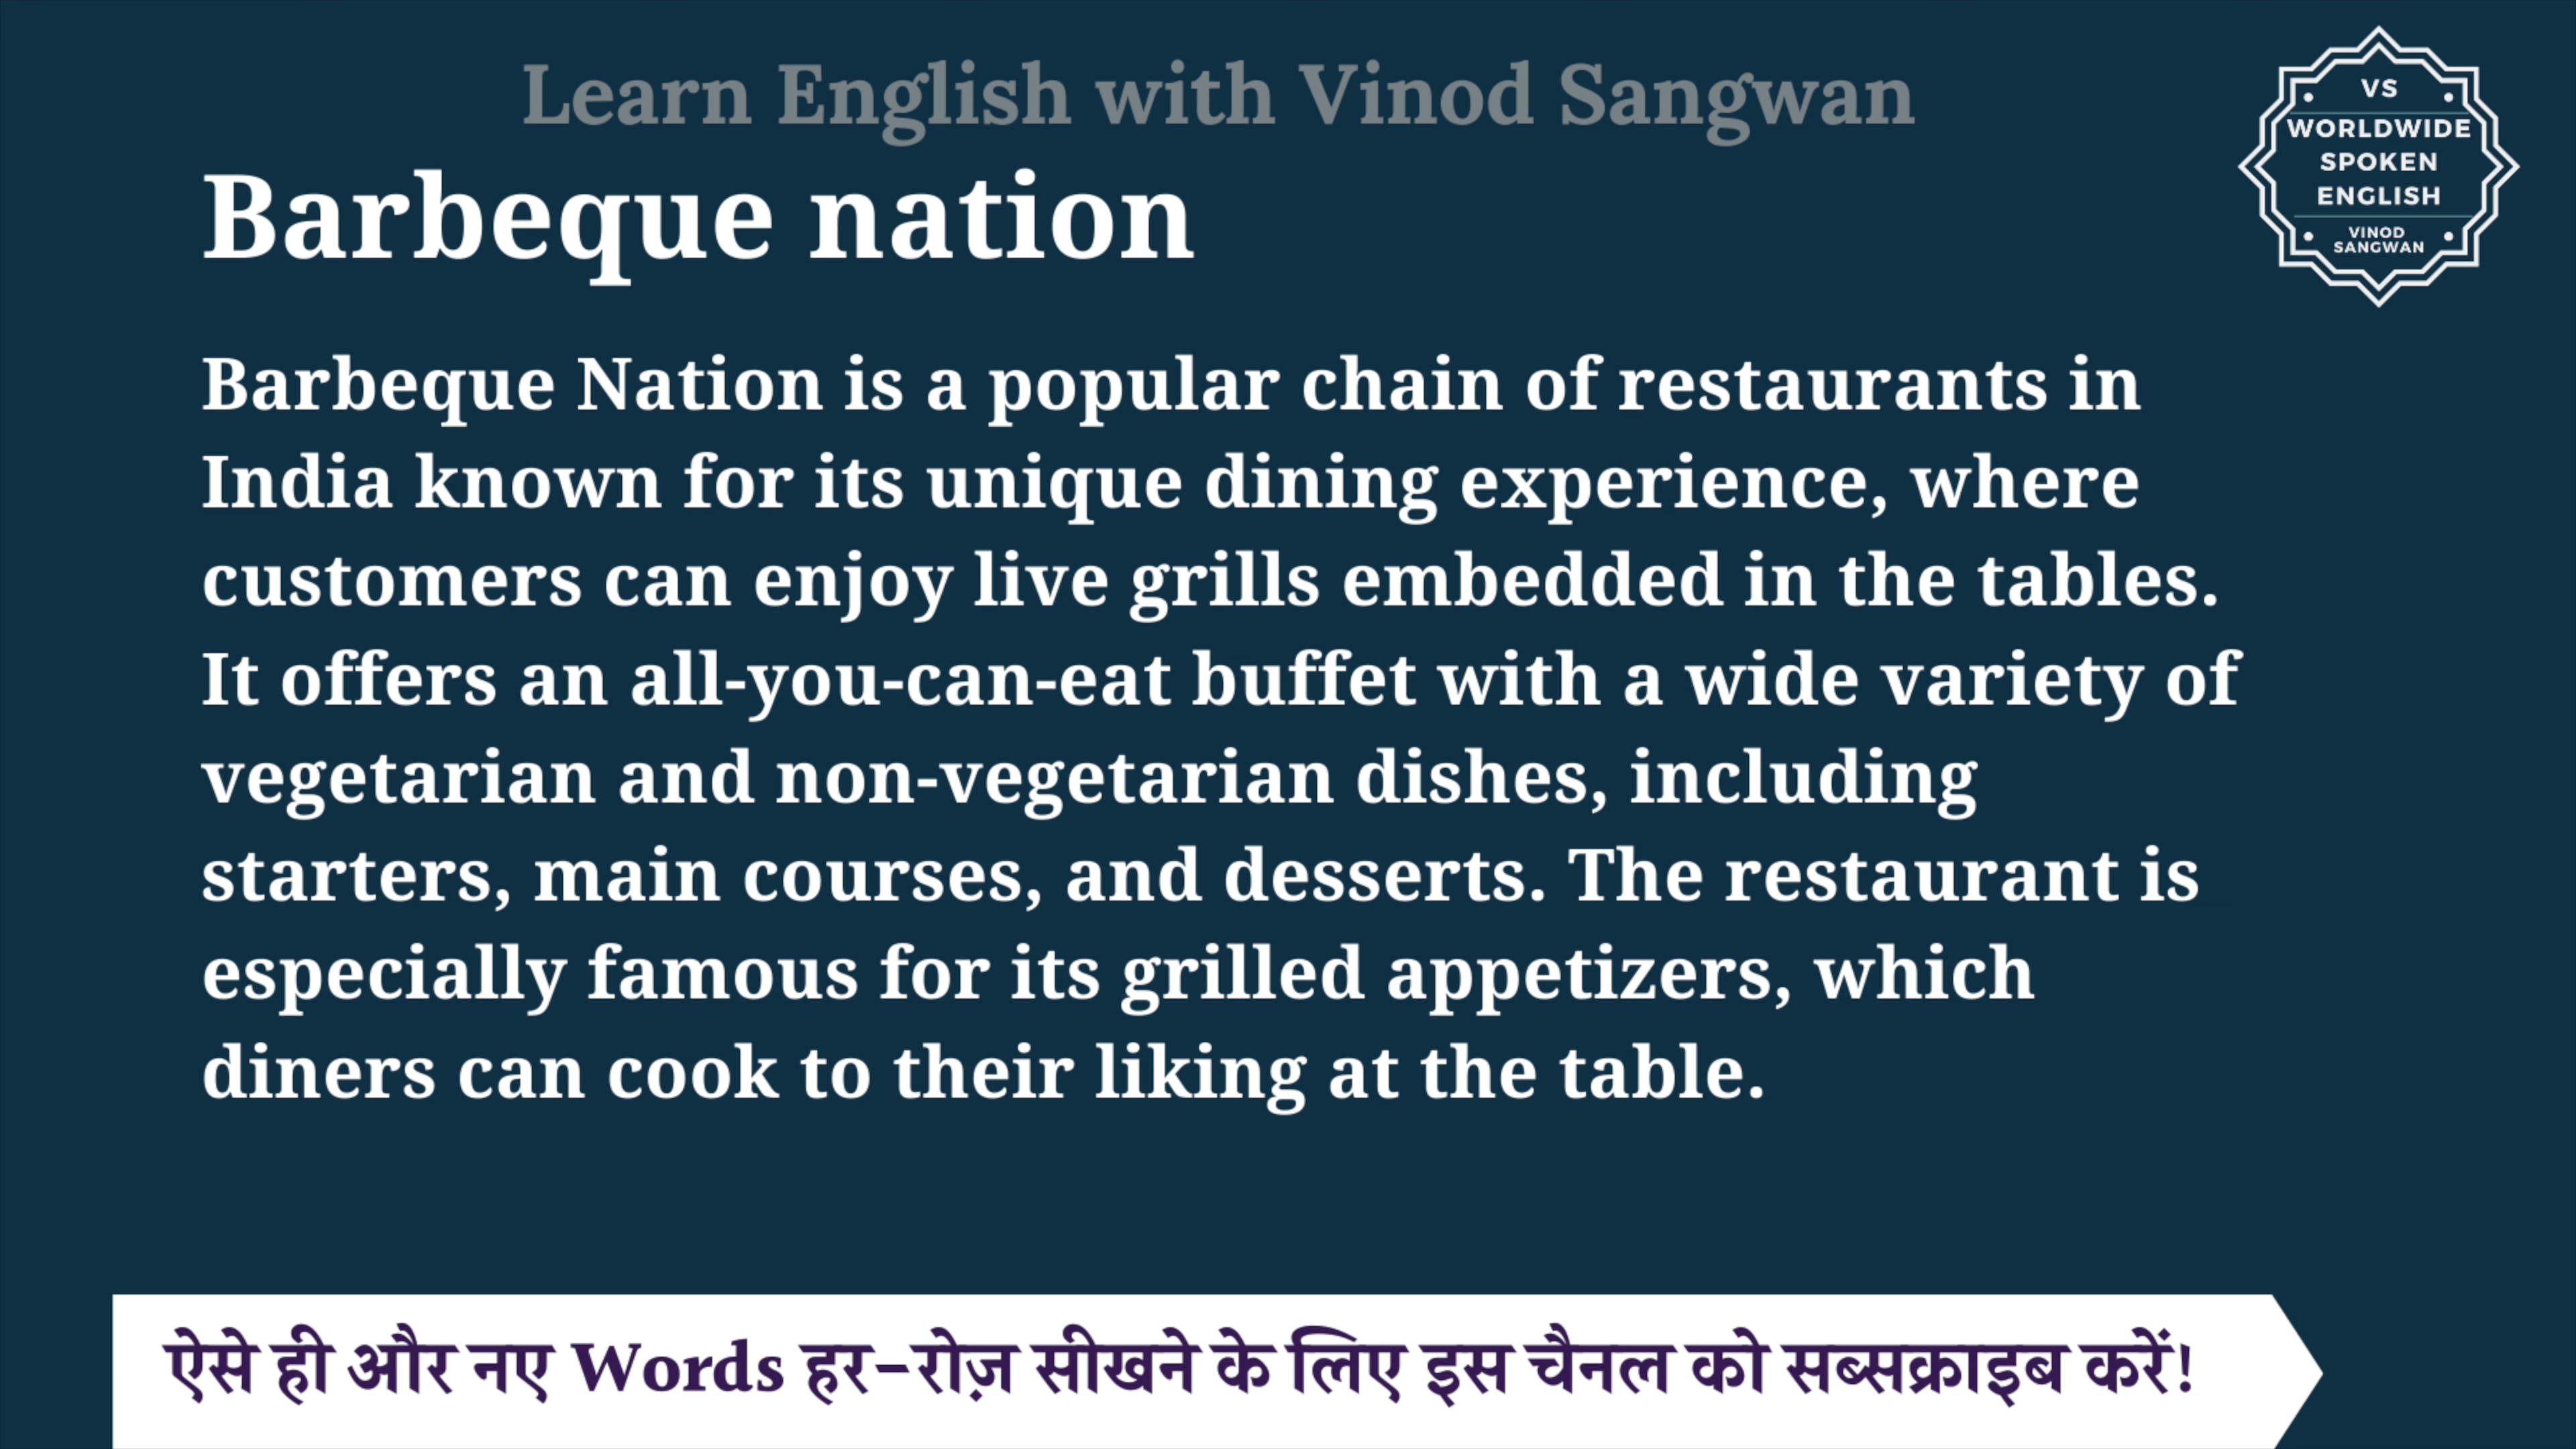 Learn English with Vinod Sangwan
VS
WORLDWIDE
SPOKEN
ENGLISH
VINOD
SANGWAN
Barbeque nation
Barbeque Nation is a popular chain of restaurants in
India known for its unique dining experience, where
customers can enjoy live grills embedded in the tables.
It offers an all-you-can-eat buffet with a wide variety of
vegetarian and non-vegetarian dishes, including
starters, main courses, and desserts. The restaurant is
especially famous for its grilled appetizers, which
diners can cook to their liking at the table.
ऐसे ही और नए Words हर-रोज़ सीखने के लिए इस चैनल को सब्सक्राइब करें!